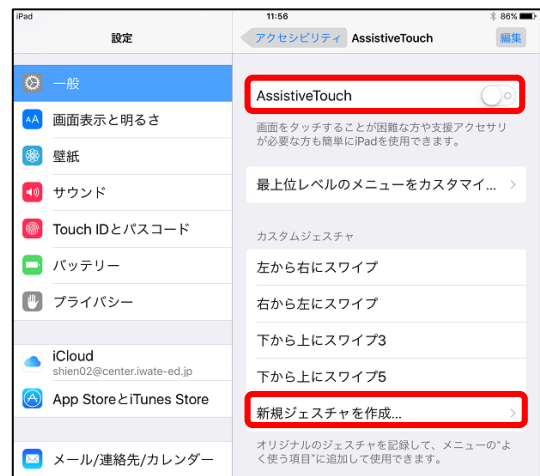 iPad
11:56
86%
設定
アクセシビリティ
AssistiveTouch
編集
一般
画面表示と明るさ
壁紙
サウンド
Touch IDとパスコード
バッテリー
プライバシー
iCloud
shien02@center.iwate-ed.jp
App StoreとiTunes Store
メール/連絡先/カレンダー
AssistiveTouch
画面をタッチすることが困難な方や支援アクセサリ
が必要な方も簡単にiPadを使用できます。
最上位レベルのメニューをカスタマイ...
カスタムジェスチャ
左から右にスワイプ
右から左にスワイプ
下から上にスワイプ3
下から上にスワイプ5
新規ジェスチャを作成...
オリジナルのジェスチャを記録して、メニューの“よ
く使う項目”に追加して使用できます。